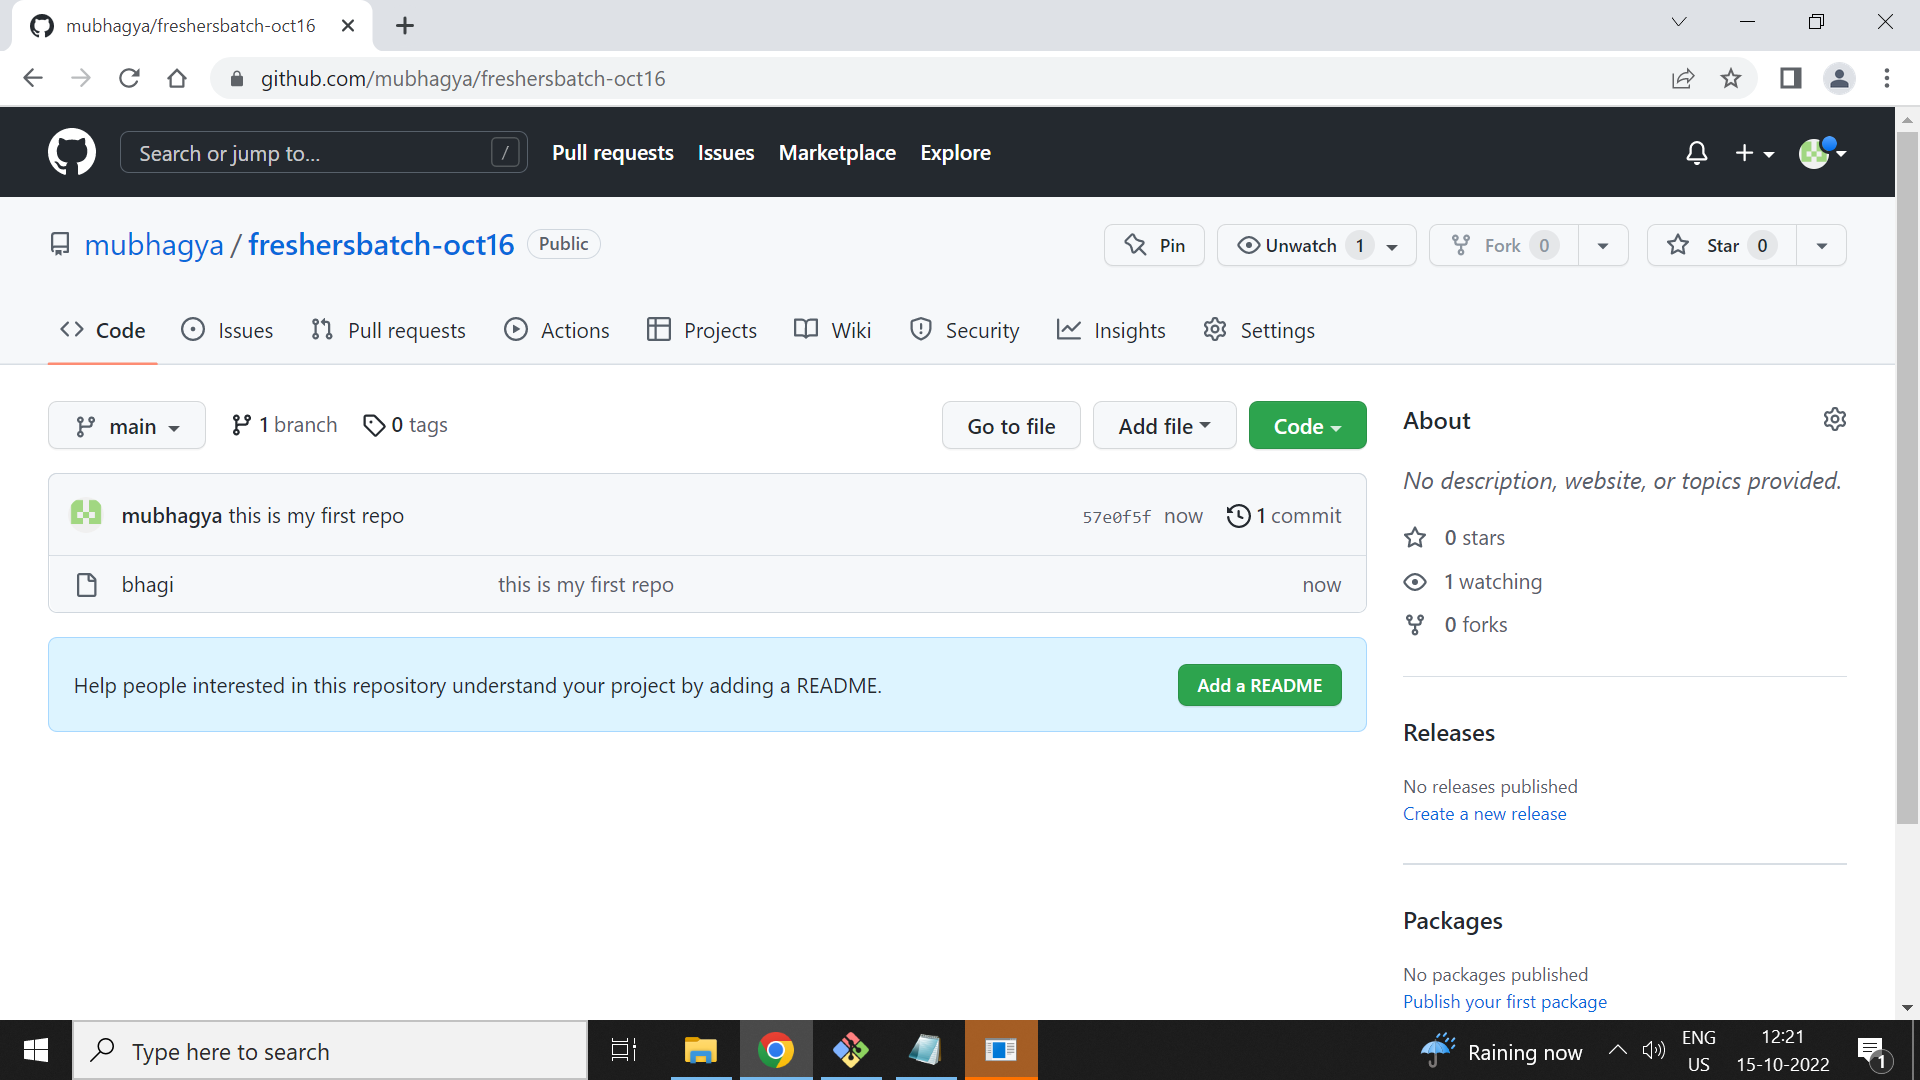 mubhagya/freshersbatch-oct16
github.com/mubhagya/freshersbatch-oct16
Search or jump to... / Pull requests Issues Marketplace Explore
mubhagya / freshersbatch-oct16 Public Pin Unwatch 1 Fork 0 Star 0
Code Issues Pull requests Actions Projects Wiki Security Insights Settings
main 1 branch 0 tags Go to file Add file Code
mubhagya this is my first repo 57e0f5f now 1 commit
bhagi this is my first repo now
Help people interested in this repository understand your project by adding a README. Add a README
About
No description, website, or topics provided.
0 stars
1 watching
0 forks
Releases
No releases published
Create a new release
Packages
No packages published
Publish your first package
Type here to search
Raining now
ENG
US
12:21
15-10-2022
1